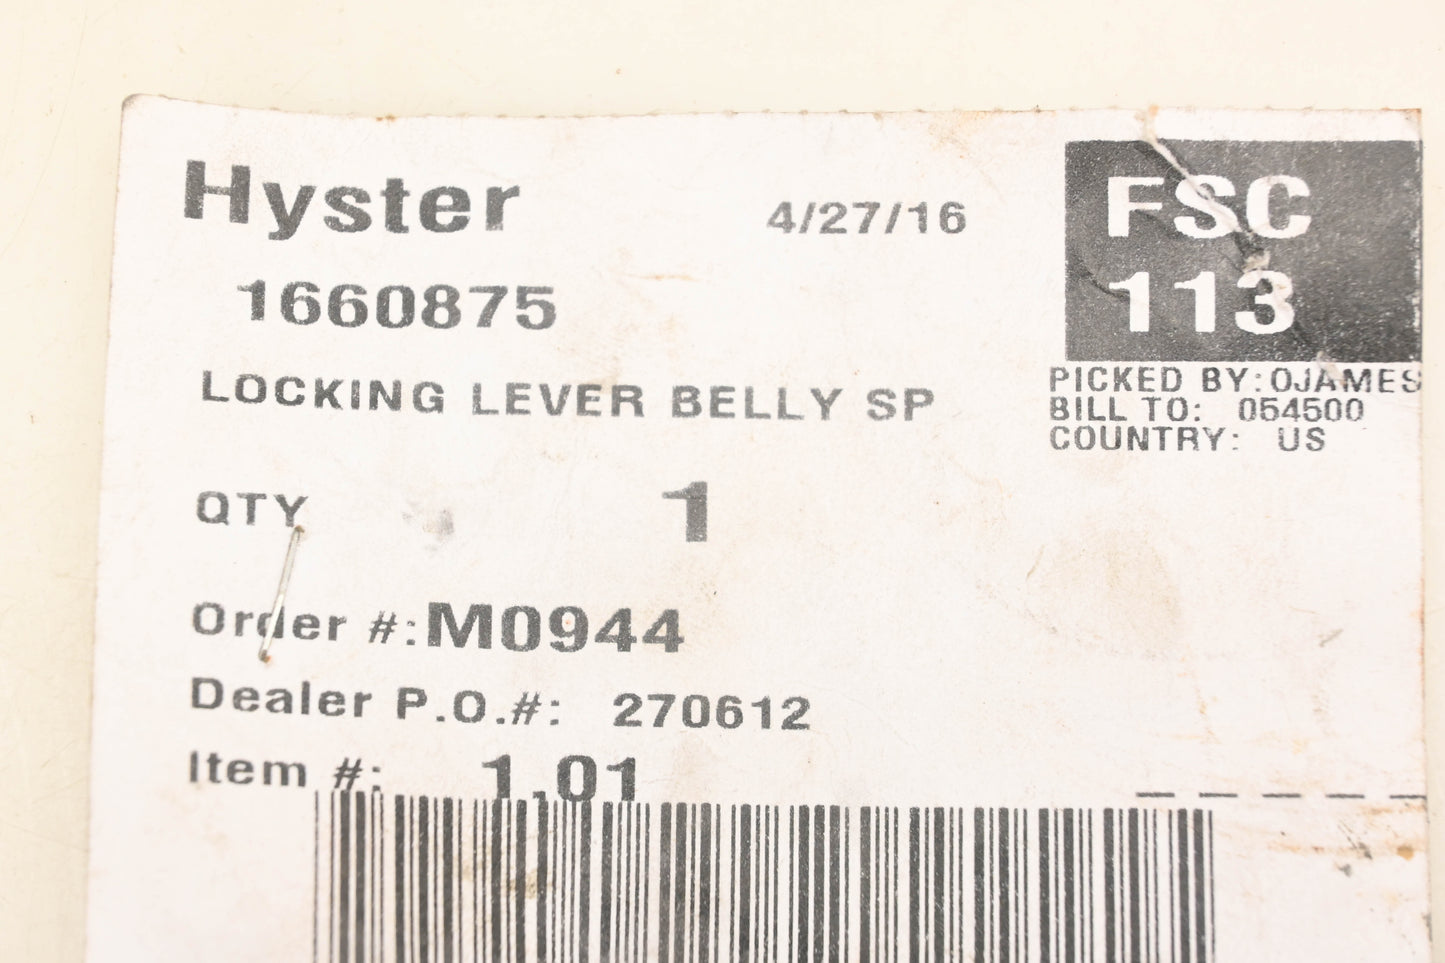 Hyster
4/27/16
FSC
113
1660875
LOCKING LEVER BELLY SP
PICKED BY:OJAMES
BILL TO: 054500
COUNTRY: US
QTY 1
Order #:M0944
Dealer P.O.#: 270612
Item #: 1.01